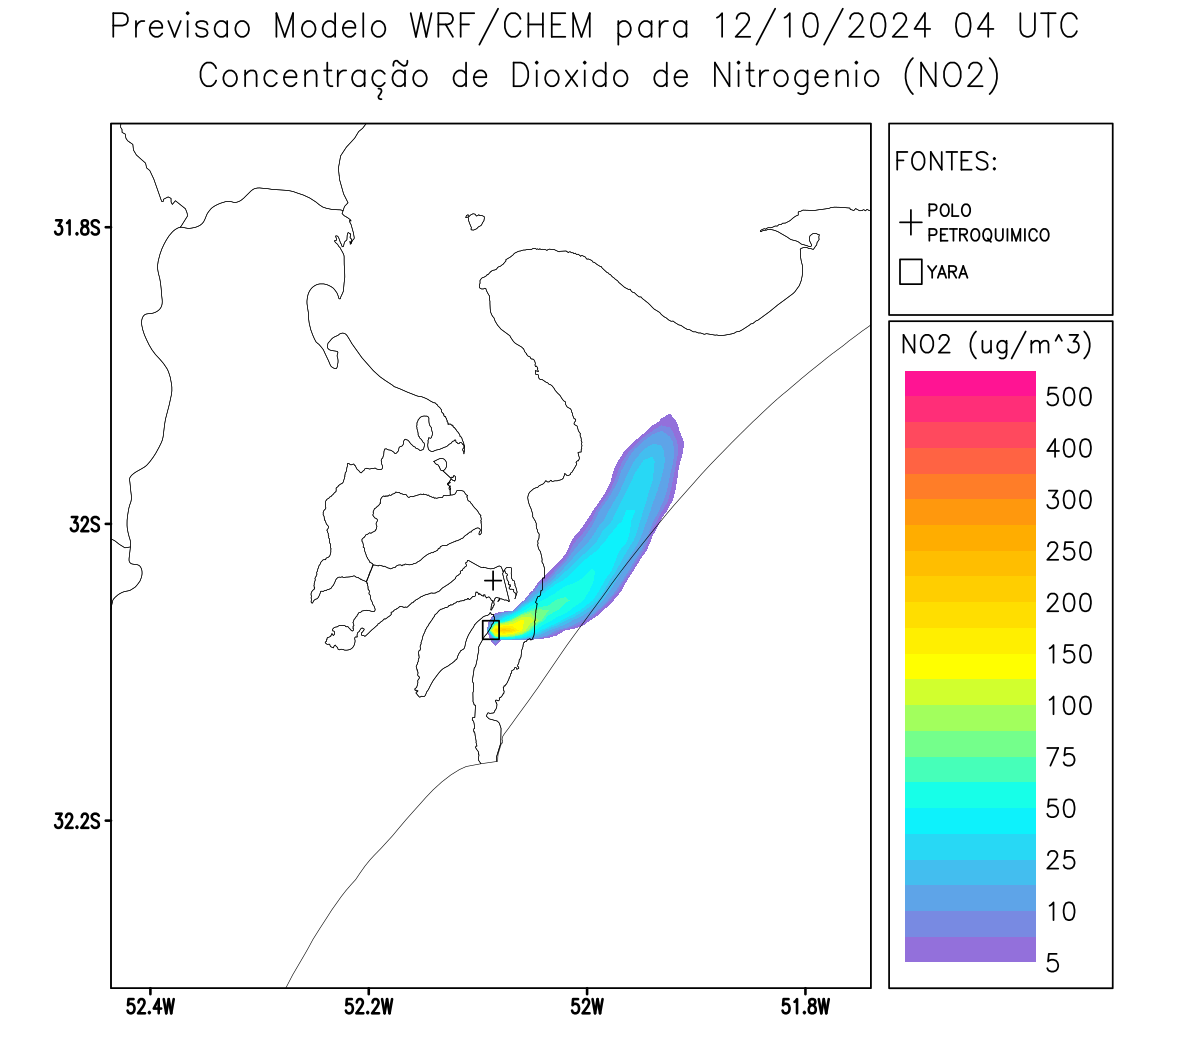 Previsao Modelo WRF/CHEM para 12/10/2024 04 UTC
Concentração de Dioxido de Nitrogenio (NO2)
FONTES:
POLO
PETROQUIMICO
YARA
NO2 (ug/m^3)
500
400
300
250
200
150
100
75
50
25
10
5
31.8S
32S
32.2S
52.4W
52.2W
52W
51.8W